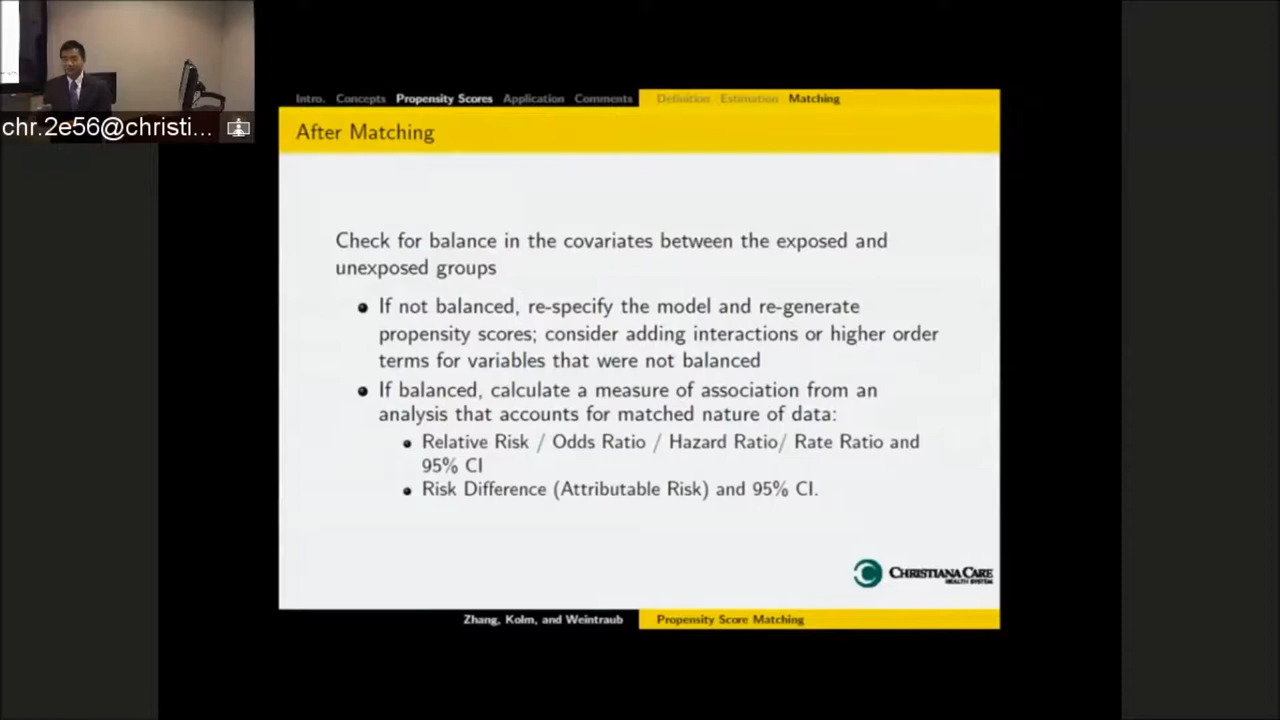 chr.2e56@christi...
Intro. Concepts Propensity Scores Application Comments Definition Estimation Matching
After Matching
Check for balance in the covariates between the exposed and
unexposed groups
If not balanced, re-specify the model and re-generate
propensity scores; consider adding interactions or higher order
terms for variables that were not balanced
If balanced, calculate a measure of association from an
analysis that accounts for matched nature of data:
Relative Risk / Odds Ratio / Hazard Ratio/ Rate Ratio and
95% CI
Risk Difference (Attributable Risk) and 95% CI.
CHRISTIANA CARE
HEALTH SYSTEM
Zhang, Kolm, and Weintraub Propensity Score Matching